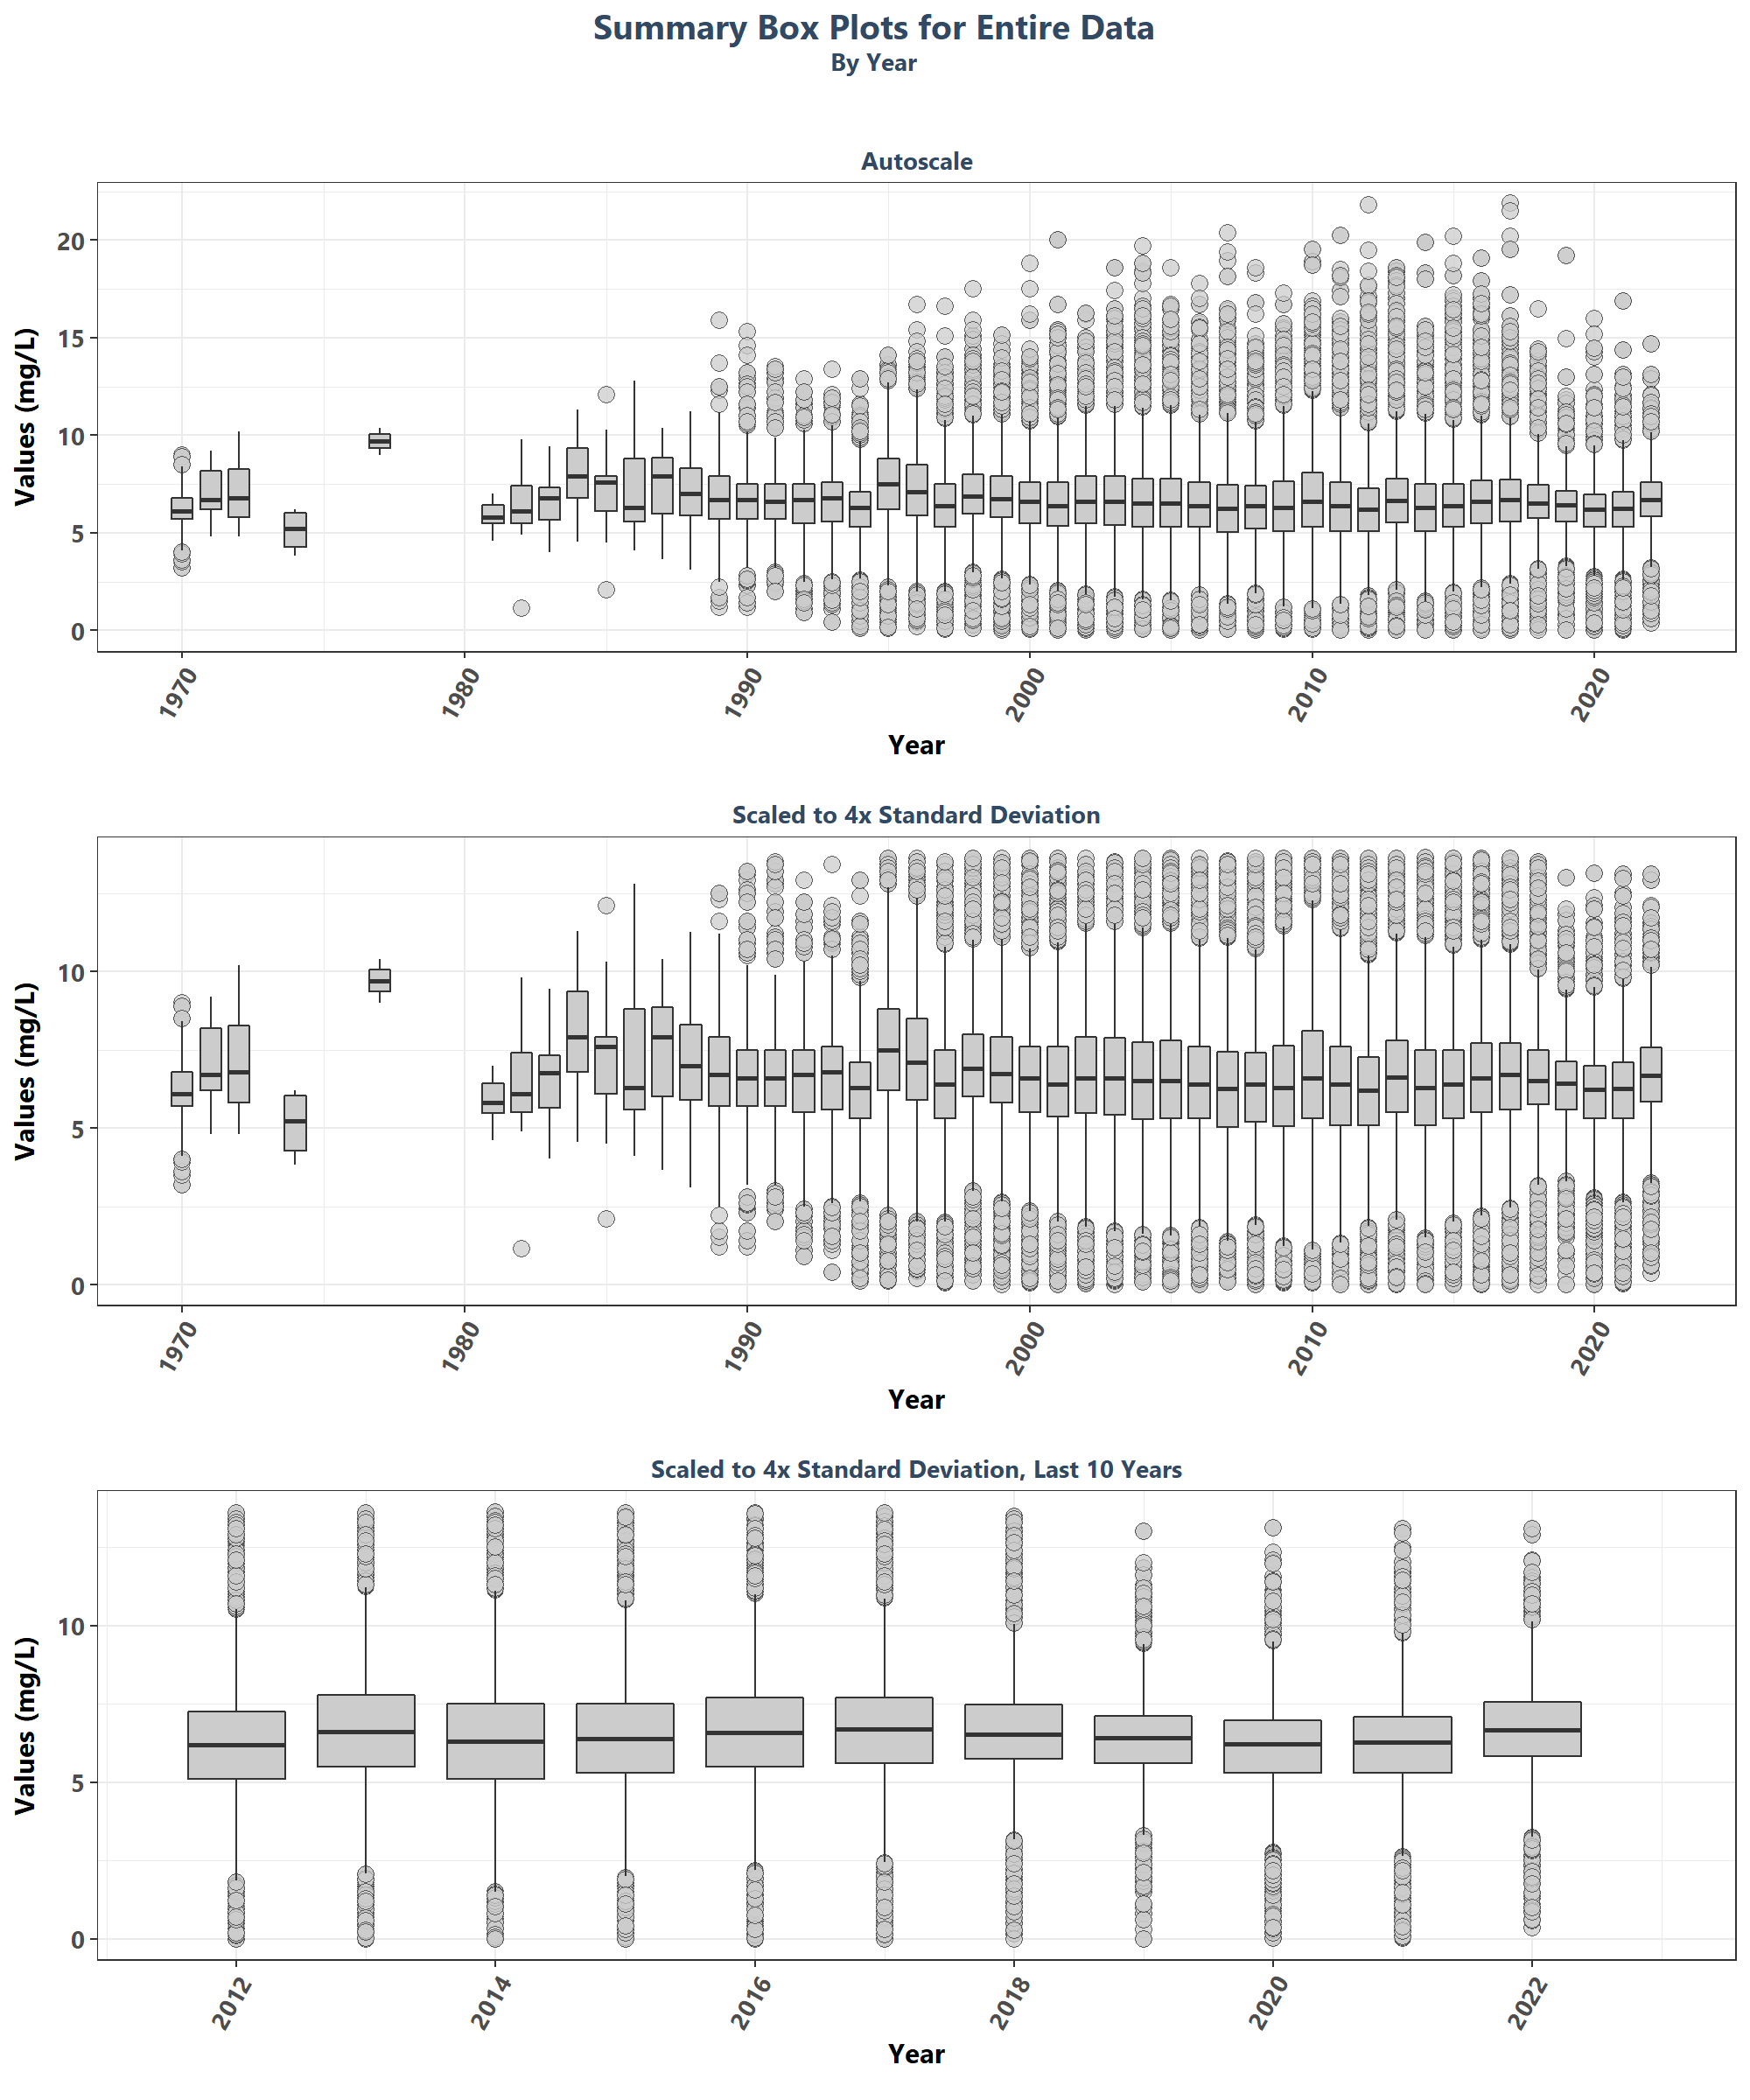 Summary Box Plots for Entire Data
By Year
Autoscale
Values (mg/L)
20
15
10
5
0
1970 1980 1990 2000 2010 2020
Year
Scaled to 4x Standard Deviation
Values (mg/L)
10
5
0
1970 1980 1990 2000 2010 2020
Year
Scaled to 4x Standard Deviation, Last 10 Years
Values (mg/L)
10
5
0
2012 2014 2016 2018 2020 2022
Year